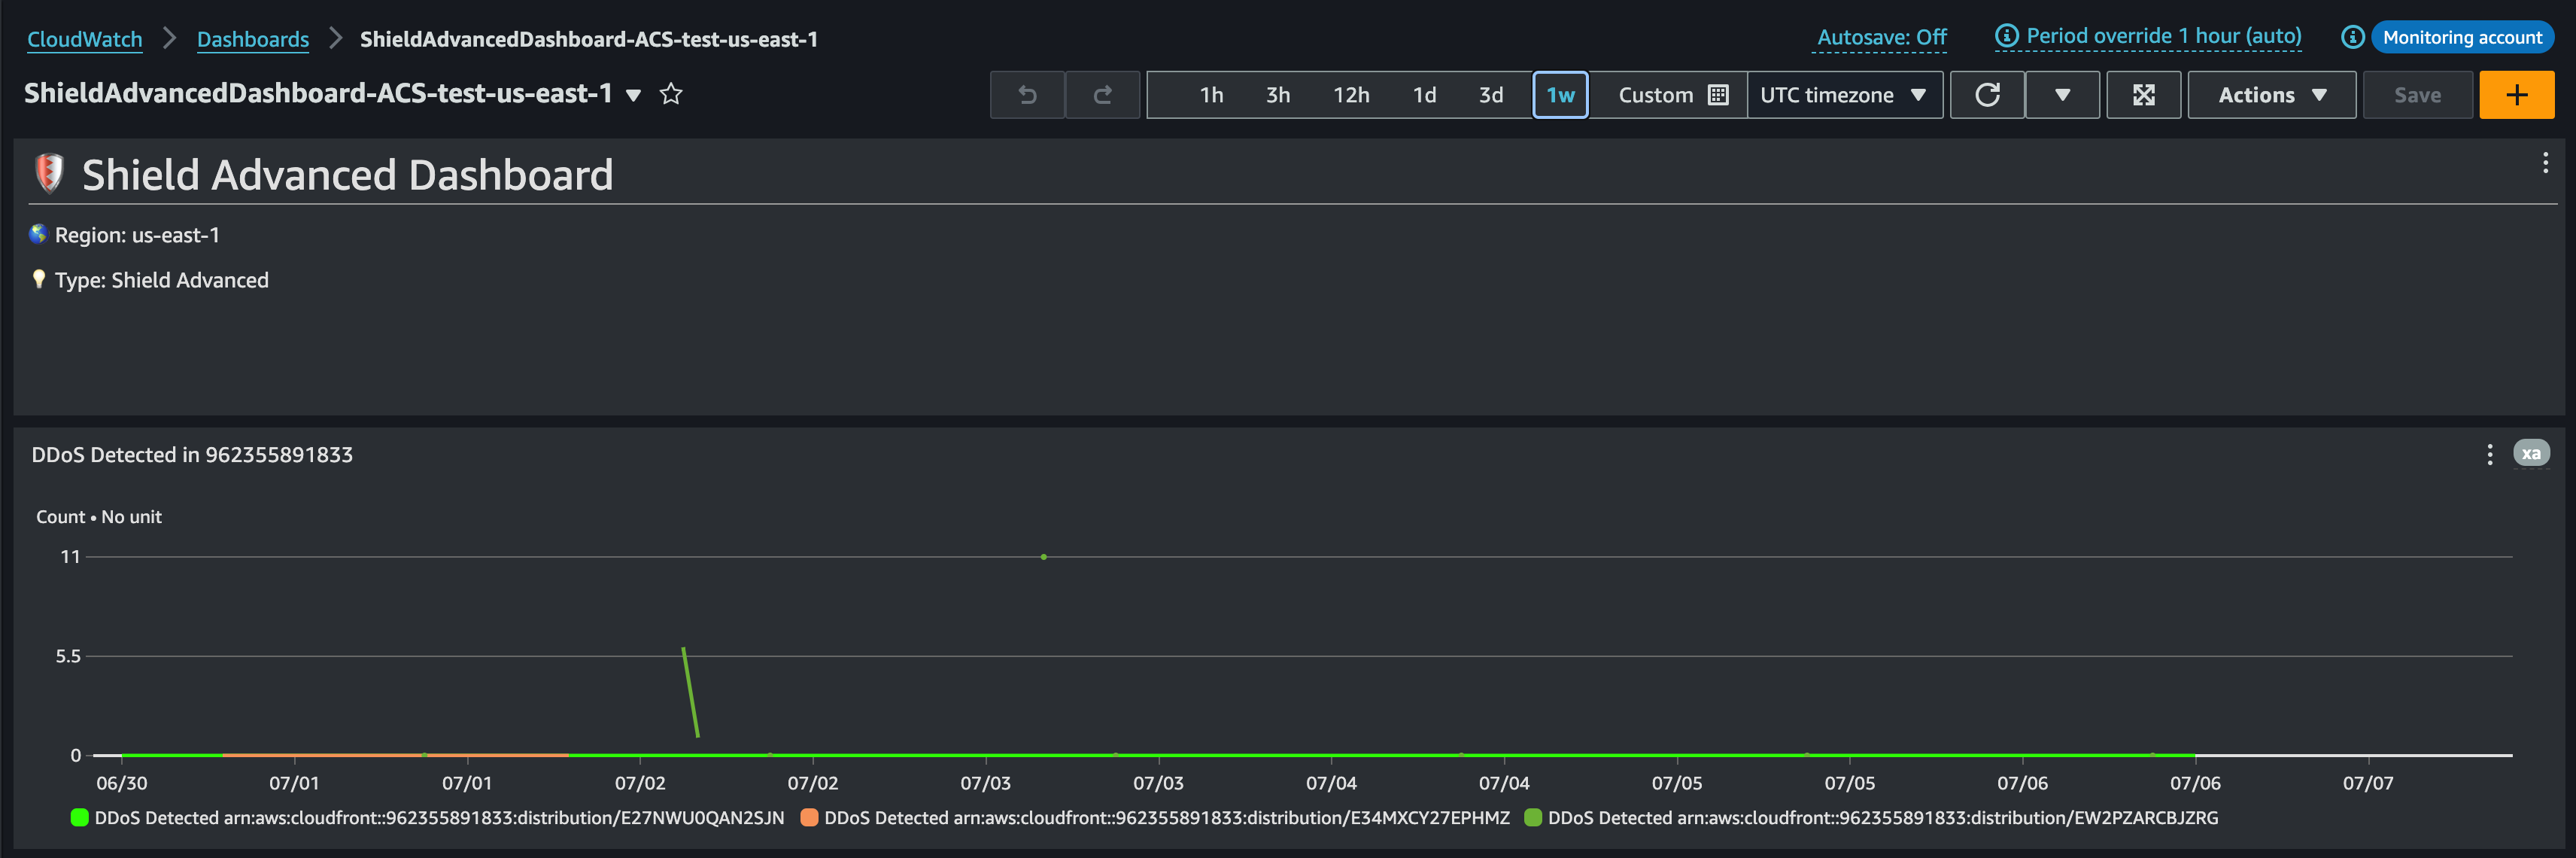 CloudWatch > Dashboards > ShieldAdvancedDashboard-ACS-test-us-east-1
Autosave: Off
Period override 1 hour (auto)
Monitoring account
ShieldAdvancedDashboard-ACS-test-us-east-1
1h 3h 12h 1d 3d 1w Custom
UTC timezone
Actions
Save
Shield Advanced Dashboard
Region: us-east-1
Type: Shield Advanced
DDoS Detected in 962355891833
xa
Count • No unit
11
5.5
0
06/30 07/01 07/01 07/02 07/02 07/03 07/03 07/04 07/04 07/05 07/05 07/06 07/06 07/07
DDoS Detected arn:aws:cloudfront::962355891833:distribution/E27NWU0QAN2SJN
DDoS Detected arn:aws:cloudfront::962355891833:distribution/E34MXCY27EPHMZ
DDoS Detected arn:aws:cloudfront::962355891833:distribution/EW2PZARCBJZRG